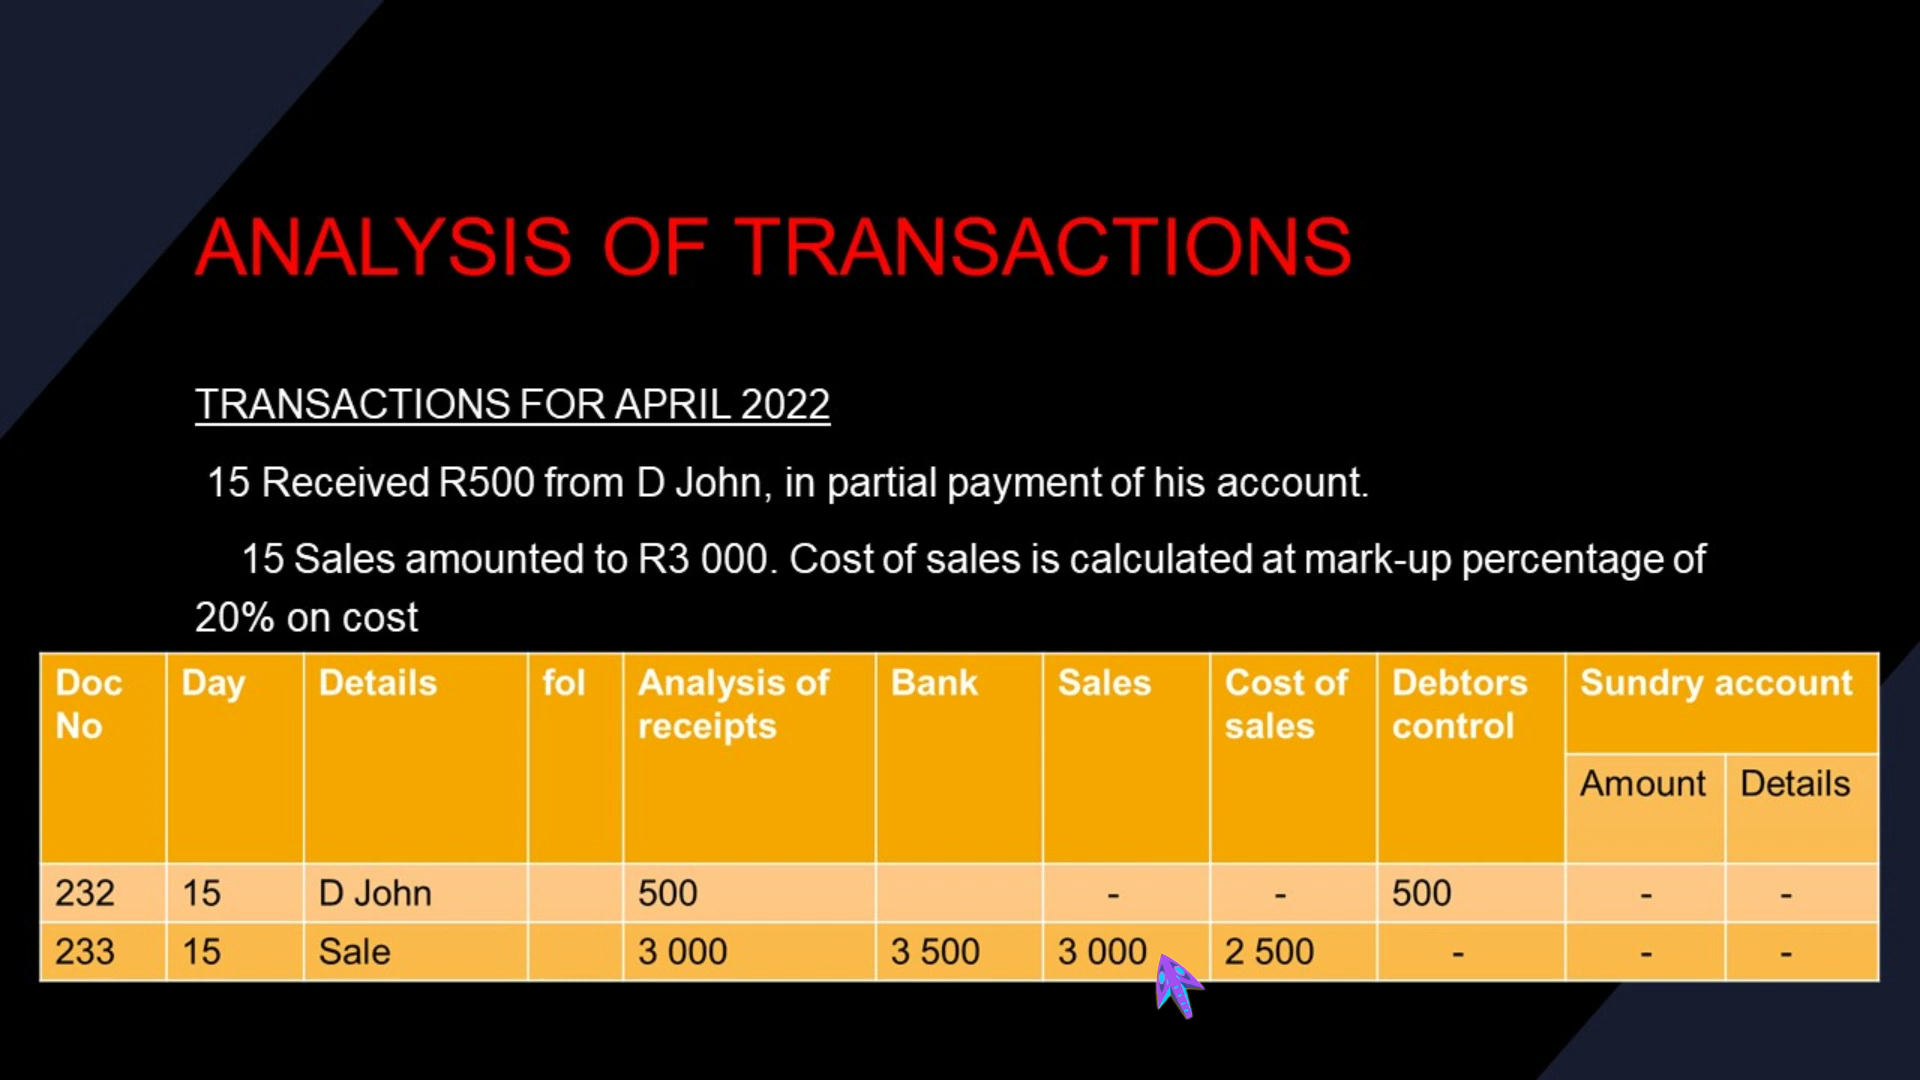 ANALYSIS OF TRANSACTIONS
TRANSACTIONS FOR APRIL 2022
15 Received R500 from D John, in partial payment of his account.
15 Sales amounted to R3 000. Cost of sales is calculated at mark-up percentage of
20% on cost
Doc No Day Details fol Analysis of receipts Bank Sales Cost of sales Debtors control Sundry account
Amount Details
232 15 D John 500 - - 500 - -
233 15 Sale 3 000 3 500 3 000 2 500 - - -